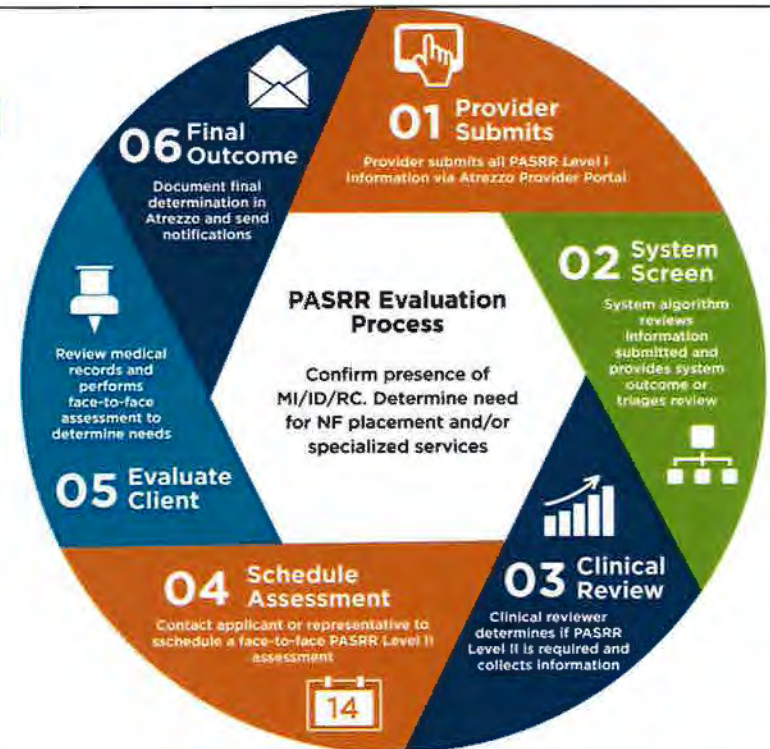 01 Provider
Submits
Provider submits all PASRR Level I
information via Atrezzo Provider Portal
02 System
Screen
System algorithm
reviews
information
submitted and
provides system
outcome or
triages review
03 Clinical
Review
Clinical reviewer
determines if PASRR
Level II is required and
collects information
04 Schedule
Assessment
Contact applicant or representative to
sschedule a face-to-face PASRR Level II
assessment
14
Review medical
records and
performs
face-to-face
assessment to
determine needs
05 Evaluate
Client
06 Final
Outcome
Document final
determination in
Atrezzo and send
notifications
PASRR Evaluation
Process
Confirm presence of
MI/ID/RC. Determine need
for NF placement and/or
specialized services